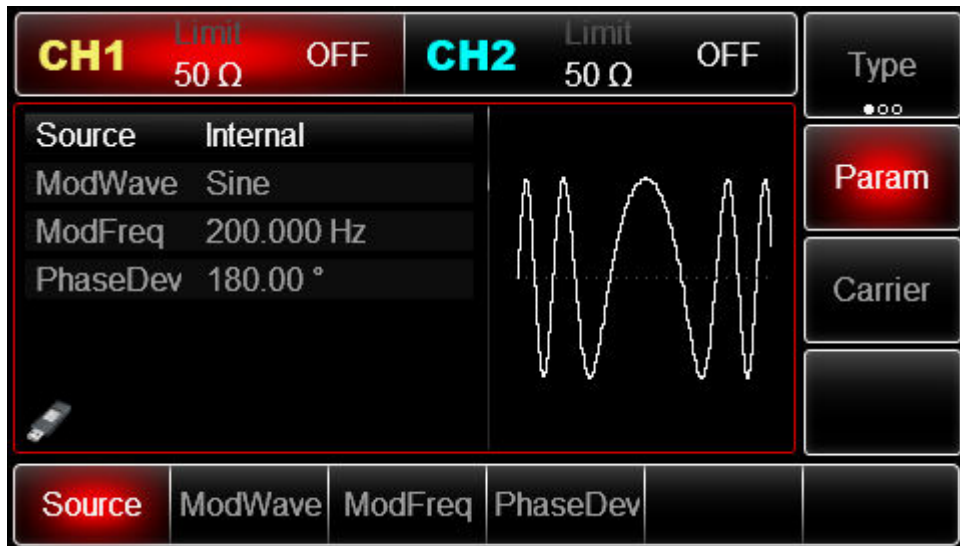 CH1 Limit 50 Ω OFF
CH2 Limit 50 Ω OFF
Type
Source Internal
ModWave Sine
ModFreq 200.000 Hz
PhaseDev 180.00 °
Param
Carrier
Source ModWave ModFreq PhaseDev